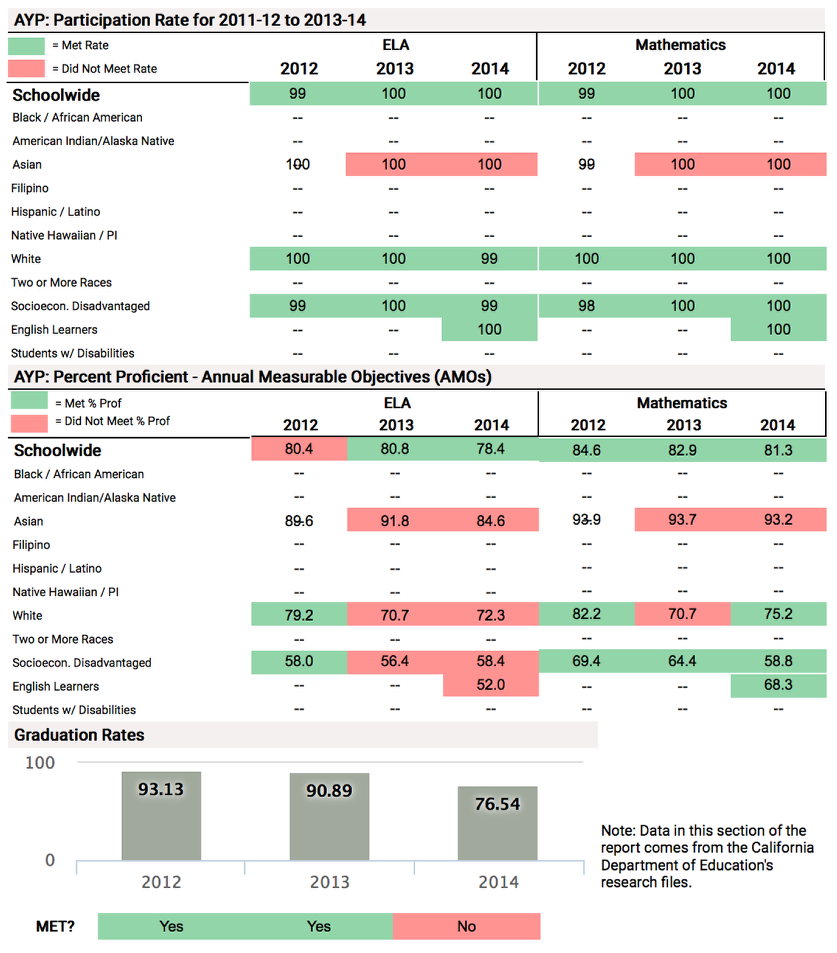 AYP: Participation Rate for 2011-12 to 2013-14
= Met Rate ELA Mathematics
= Did Not Meet Rate 2012 2013 2014 2012 2013 2014
Schoolwide 99 100 100 99 100 100
Black / African American -- -- -- -- -- --
American Indian/Alaska Native -- -- -- -- -- --
Asian 100 100 100 99 100 100
Filipino -- -- -- -- -- --
Hispanic / Latino -- -- -- -- -- --
Native Hawaiian / PI -- -- -- -- -- --
White 100 100 99 100 100 100
Two or More Races -- -- -- -- -- --
Socioecon. Disadvantaged 99 100 99 98 100 100
English Learners -- -- 100 -- -- 100
Students w/ Disabilities -- -- -- -- -- --
AYP: Percent Proficient - Annual Measurable Objectives (AMOs)
= Met % Prof ELA Mathematics
= Did Not Meet % Prof 2012 2013 2014 2012 2013 2014
Schoolwide 80.4 80.8 78.4 84.6 82.9 81.3
Black / African American -- -- -- -- -- --
American Indian/Alaska Native -- -- -- -- -- --
Asian 89.6 91.8 84.6 93.9 93.7 93.2
Filipino -- -- -- -- -- --
Hispanic / Latino -- -- -- -- -- --
Native Hawaiian / PI -- -- -- -- -- --
White 79.2 70.7 72.3 82.2 70.7 75.2
Two or More Races -- -- -- -- -- --
Socioecon. Disadvantaged 58.0 56.4 58.4 69.4 64.4 58.8
English Learners -- -- 52.0 -- -- 68.3
Students w/ Disabilities -- -- -- -- -- --
Graduation Rates
100
93.13 90.89 76.54
0
2012 2013 2014
Note: Data in this section of the
report comes from the California
Department of Education's
research files.
MET? Yes Yes No